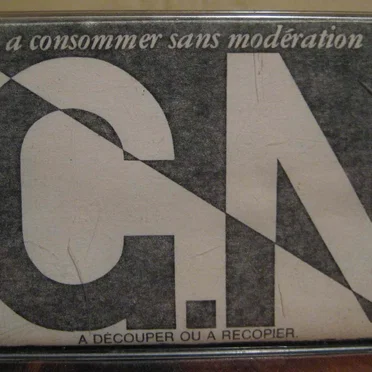 a consommer sans modération
G.N
A DÉCOUPER OU A RECOPIER.